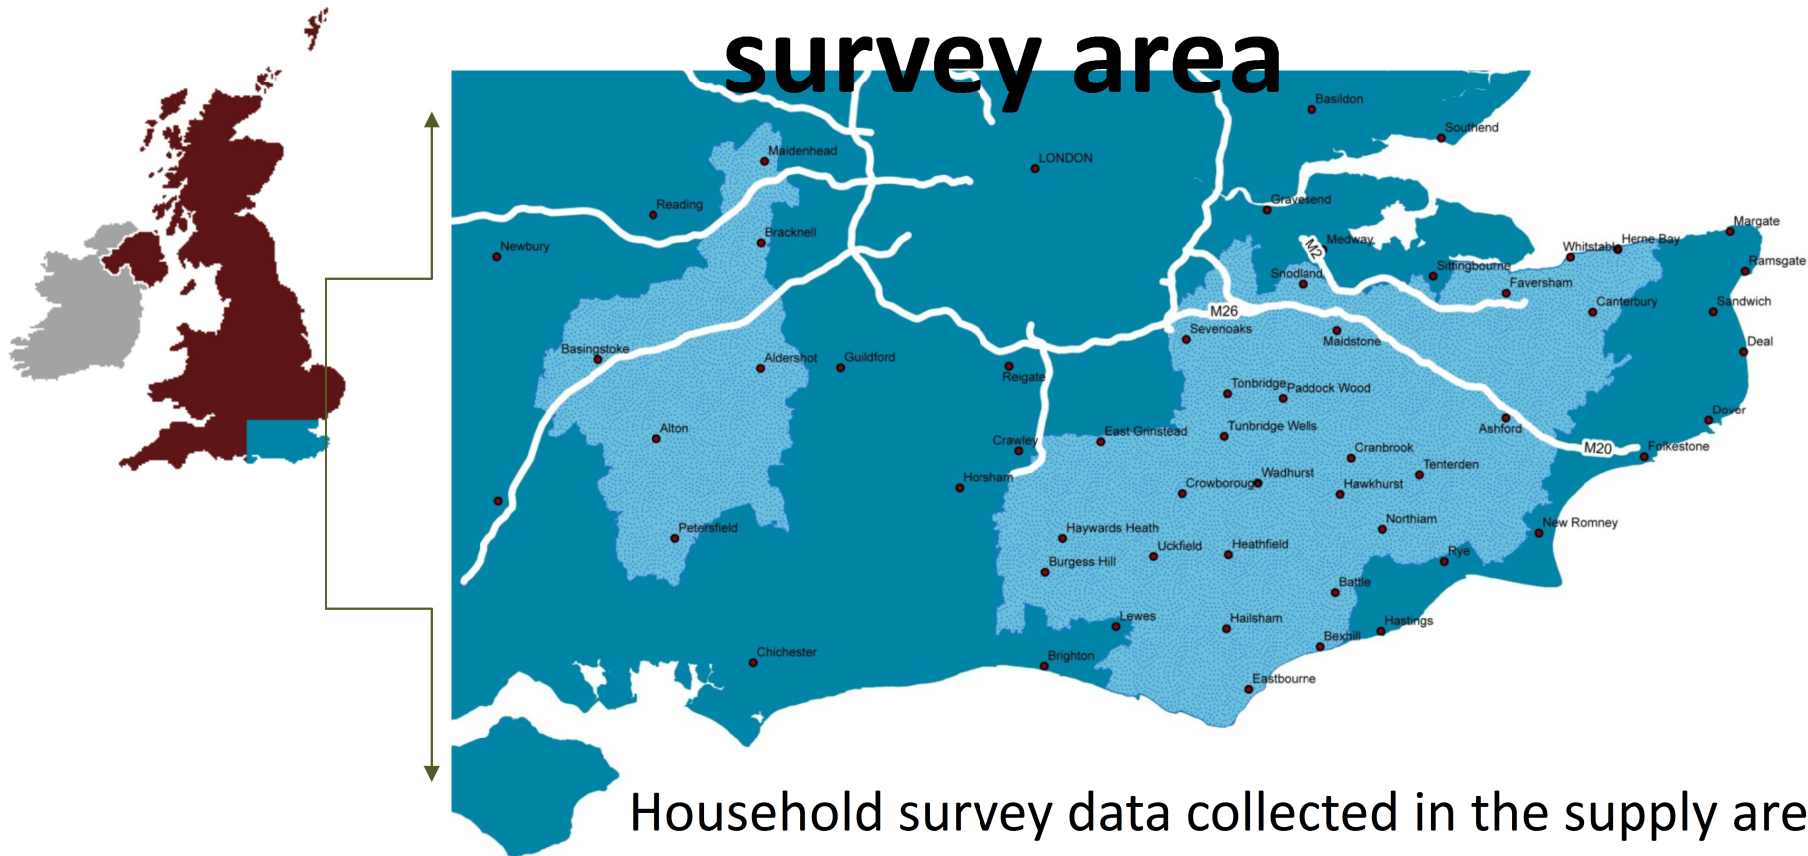 survey area
Basildon
Southend
Maidenhead
LONDON
Reading
Gravesend
Margate
Bracknell
Newbury
Medway
M2
Whitstabl
Herne Bay
Ramsgate
Sittingbourne
Snodland
Faversham
Canterbury
Sandwich
M26
Sevenoaks
Maidstone
Deal
Basingstoke
Aldershot
Guildford
Reigate
Tonbridge
Paddock Wood
Dover
Alton
Crawley
East Grinstead
Tunbridge Wells
Ashford
M20
Folkestone
Cranbrook
Tenterden
Horsham
Crowboroug
Wadhurst
Hawkhurst
Petersfield
Haywards Heath
Northiam
New Romney
Uckfield
Heathfield
Rye
Burgess Hill
Battle
Lewes
Hailsham
Hastings
Bexhill
Chichester
Brighton
Eastbourne
Household survey data collected in the supply are